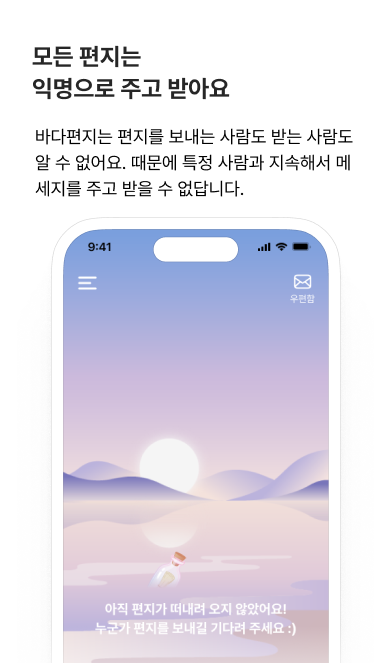 모든 편지는
익명으로 주고 받아요
바다편지는 편지를 보내는 사람도 받는 사람도
알 수 없어요. 때문에 특정 사람과 지속해서 메
세지를 주고 받을 수 없답니다.
9:41
우편함
아직 편지가 떠내려 오지 않았어요!
누군가 편지를 보내길 기다려 주세요 :)